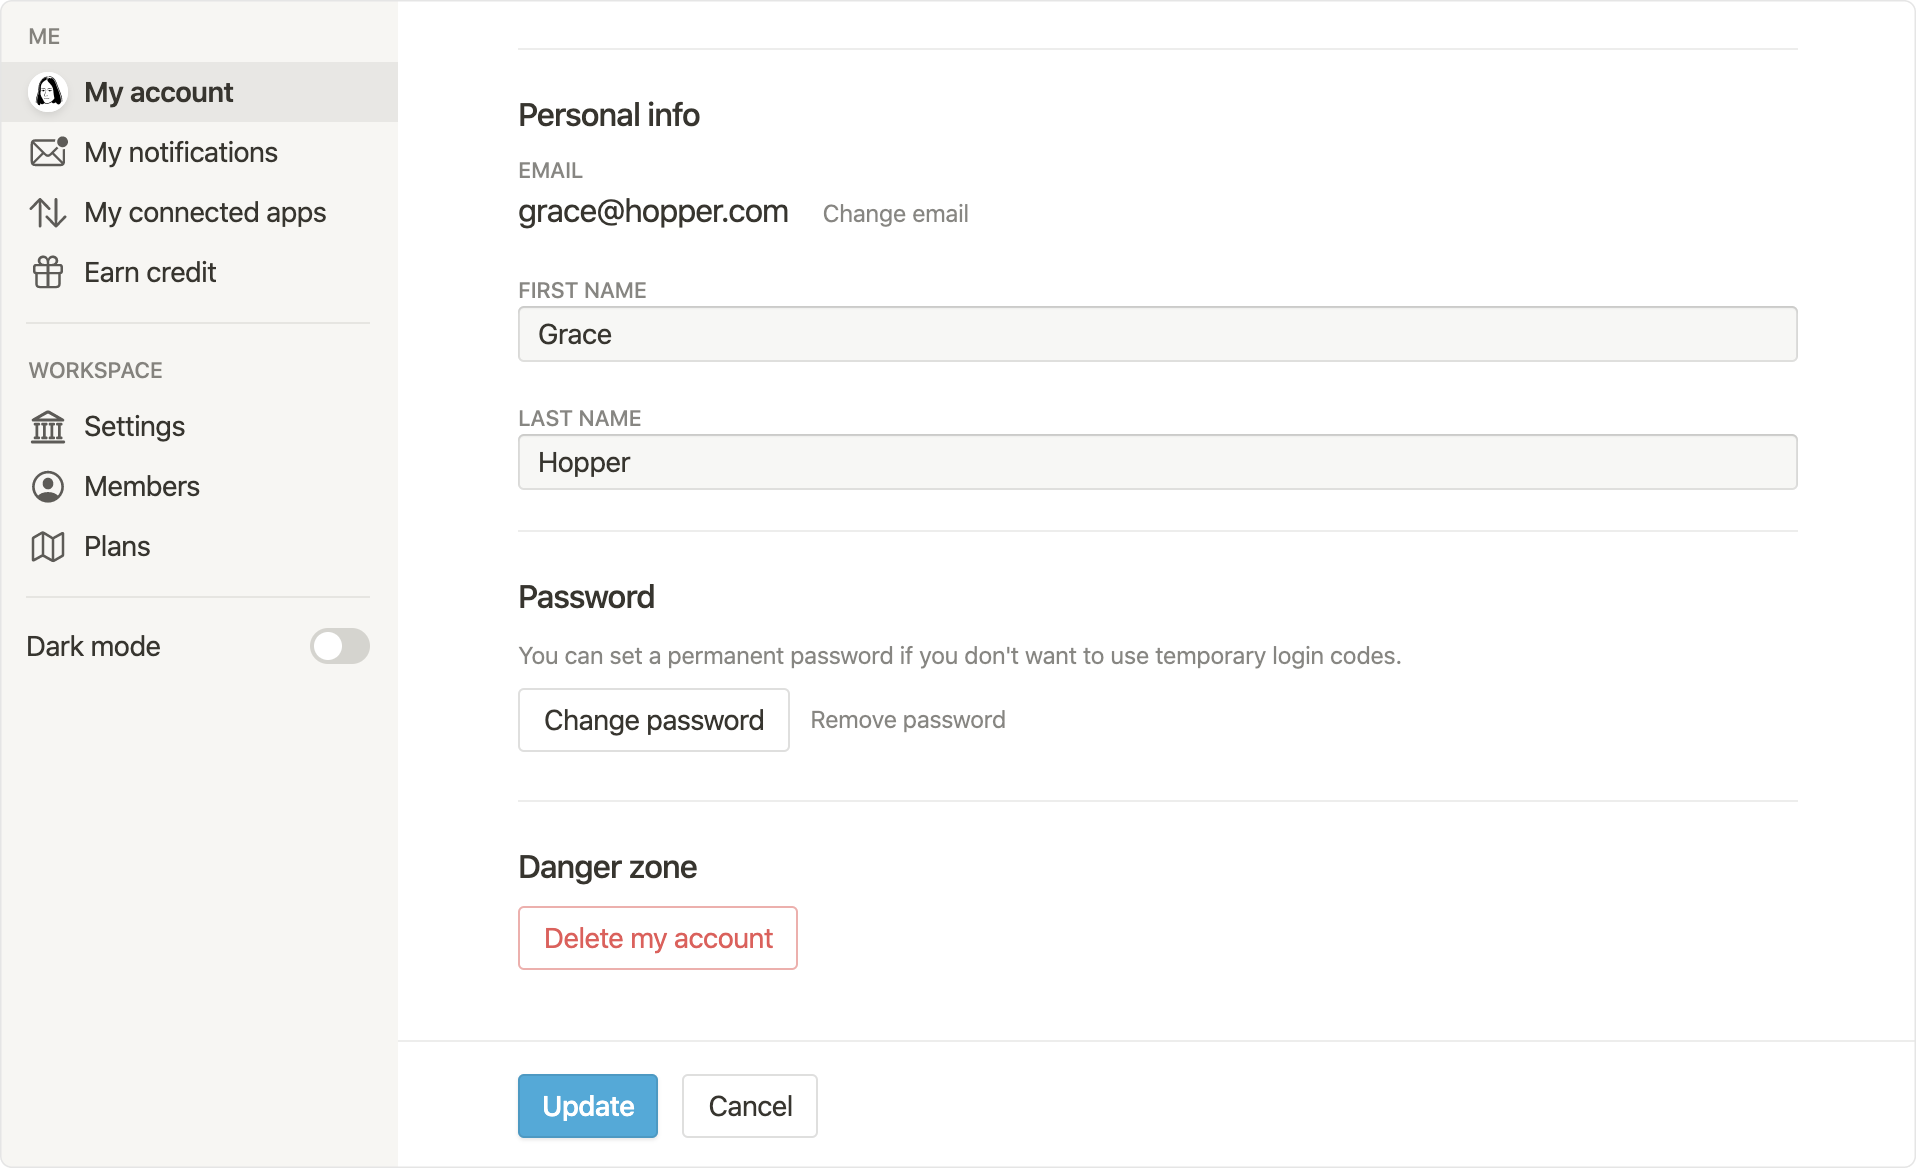 ME
My account
My notifications
My connected apps
Earn credit
WORKSPACE
Settings
Members
Plans
Dark mode
Personal info
EMAIL
grace@hopper.com Change email
FIRST NAME
Grace
LAST NAME
Hopper
Password
You can set a permanent password if you don't want to use temporary login codes.
Change password Remove password
Danger zone
Delete my account
Update Cancel